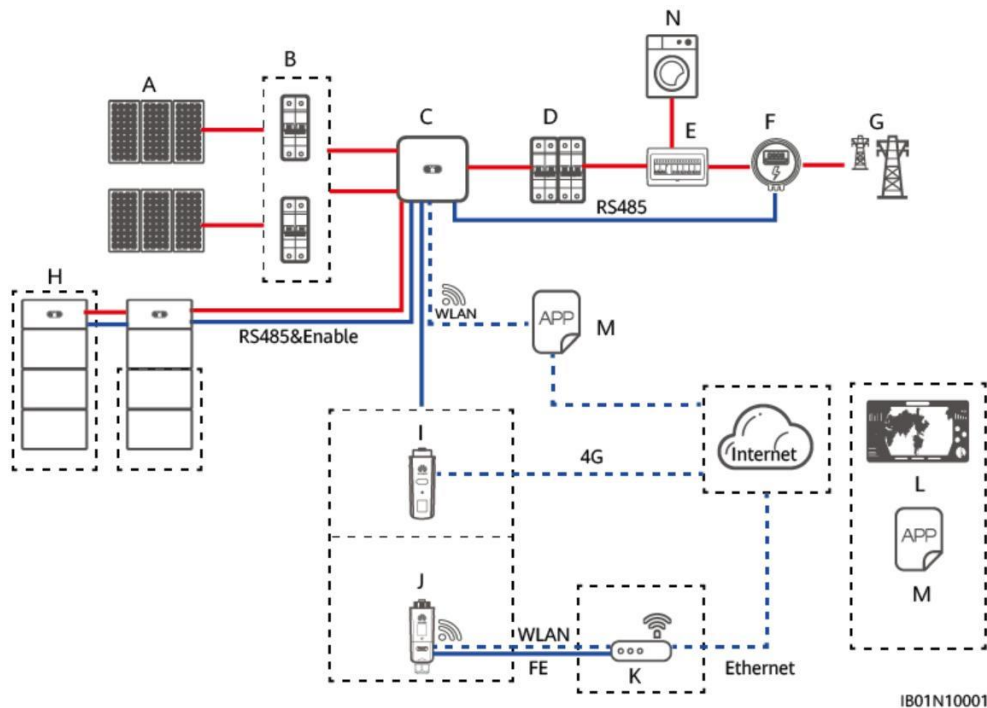 N
B
A
C
D
E
F
G
RS485
H
WLAN
APP
M
RS485&Enable
I
4G
Internet
L
APP
M
J
WLAN
FE
K
Ethernet
IB01N10001